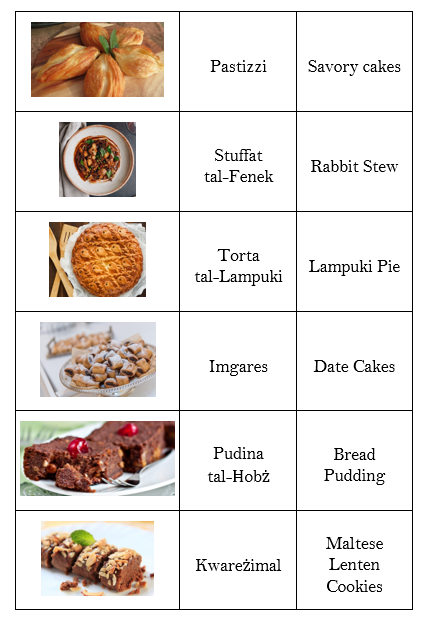 Pastizzi
Savory cakes
Stuffat
tal-Fenek
Rabbit Stew
Torta
tal-Lampuki
Lampuki Pie
Imgares
Date Cakes
Pudina
tal-Hobż
Bread
Pudding
Kwareżimal
Maltese
Lenten
Cookies